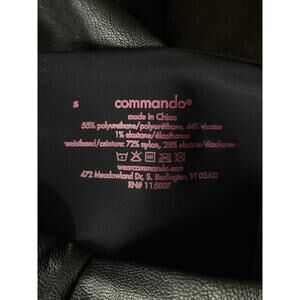 S commando®
made in China
55% polyurethane/polyuréthane, 44% viscose
1% elastane/élasthanne
waistband/ceinture: 72% nylon, 28% elastane/élasthanne
wearcommando.com
472 Meadowland Dr, S. Burlington, VT 05403
RN# 115807